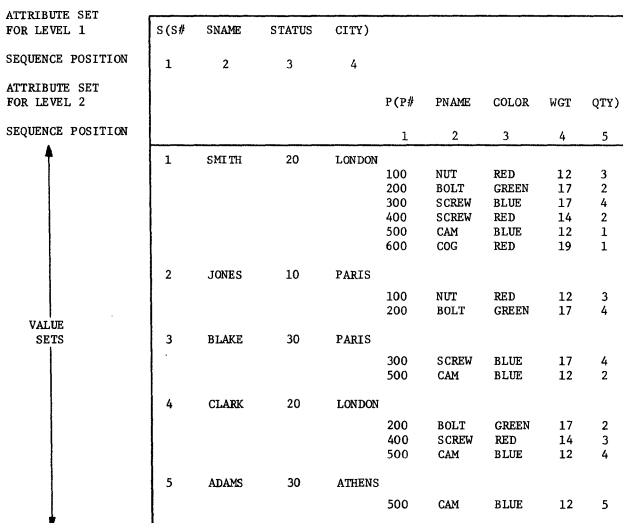 ATTRIBUTE SET
FOR LEVEL 1 S(S# SNAME STATUS CITY)
SEQUENCE POSITION 1 2 3 4
ATTRIBUTE SET
FOR LEVEL 2 P(P# PNAME COLOR WGT QTY)
SEQUENCE POSITION 1 2 3 4 5
1 SMITH 20 LONDON
100 NUT RED 12 3
200 BOLT GREEN 17 2
300 SCREW BLUE 17 4
400 SCREW RED 14 2
500 CAM BLUE 12 1
600 COG RED 19 1
2 JONES 10 PARIS
100 NUT RED 12 3
200 BOLT GREEN 17 4
VALUE
SETS
3 BLAKE 30 PARIS
300 SCREW BLUE 17 4
500 CAM BLUE 12 2
4 CLARK 20 LONDON
200 BOLT GREEN 17 2
400 SCREW RED 14 3
500 CAM BLUE 12 4
5 ADAMS 30 ATHENS
500 CAM BLUE 12 5